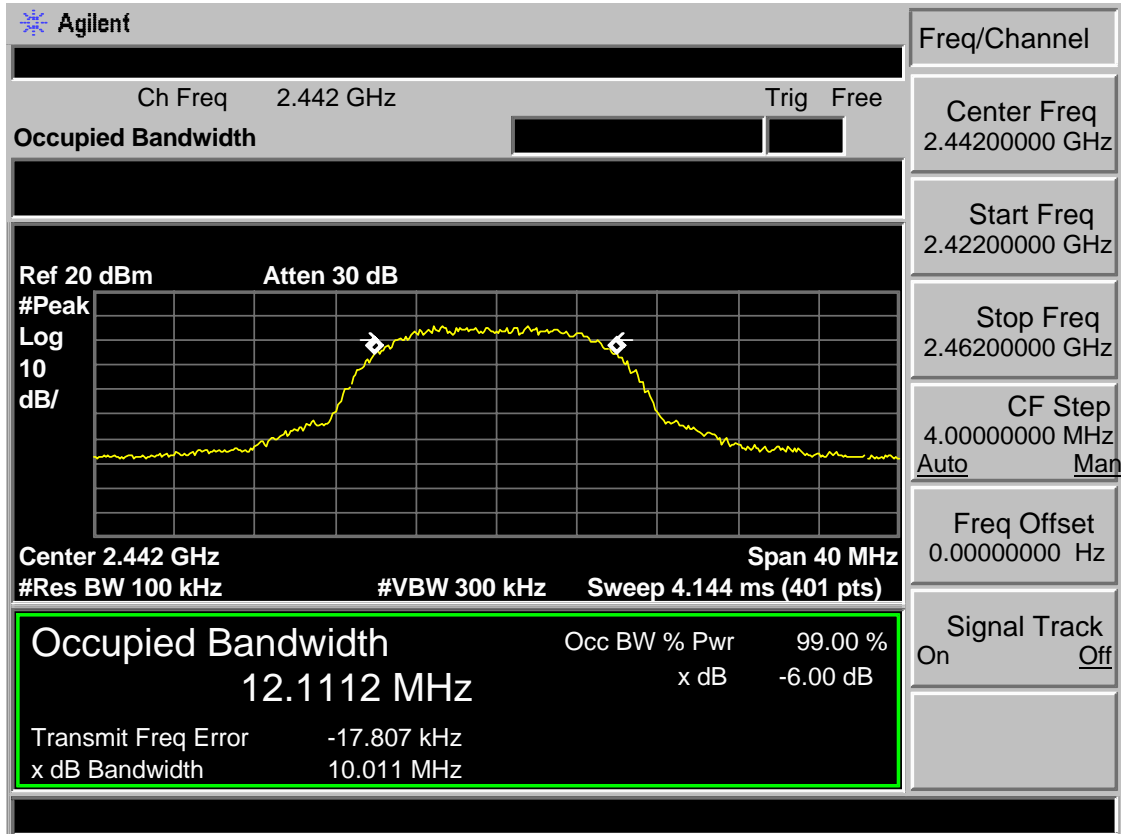 Agilent
Freq/Channel
Ch Freq 2.442 GHz Trig Free
Occupied Bandwidth
Center Freq
2.44200000 GHz
Start Freq
2.42200000 GHz
Stop Freq
2.46200000 GHz
CF Step
4.00000000 MHz
Auto Man
Freq Offset
0.00000000 Hz
Signal Track
On Off
Ref 20 dBm Atten 30 dB
#Peak
Log
10
dB/
Center 2.442 GHz Span 40 MHz
#Res BW 100 kHz #VBW 300 kHz Sweep 4.144 ms (401 pts)
Occupied Bandwidth Occ BW % Pwr 99.00 %
12.1112 MHz x dB -6.00 dB
Transmit Freq Error -17.807 kHz
x dB Bandwidth 10.011 MHz